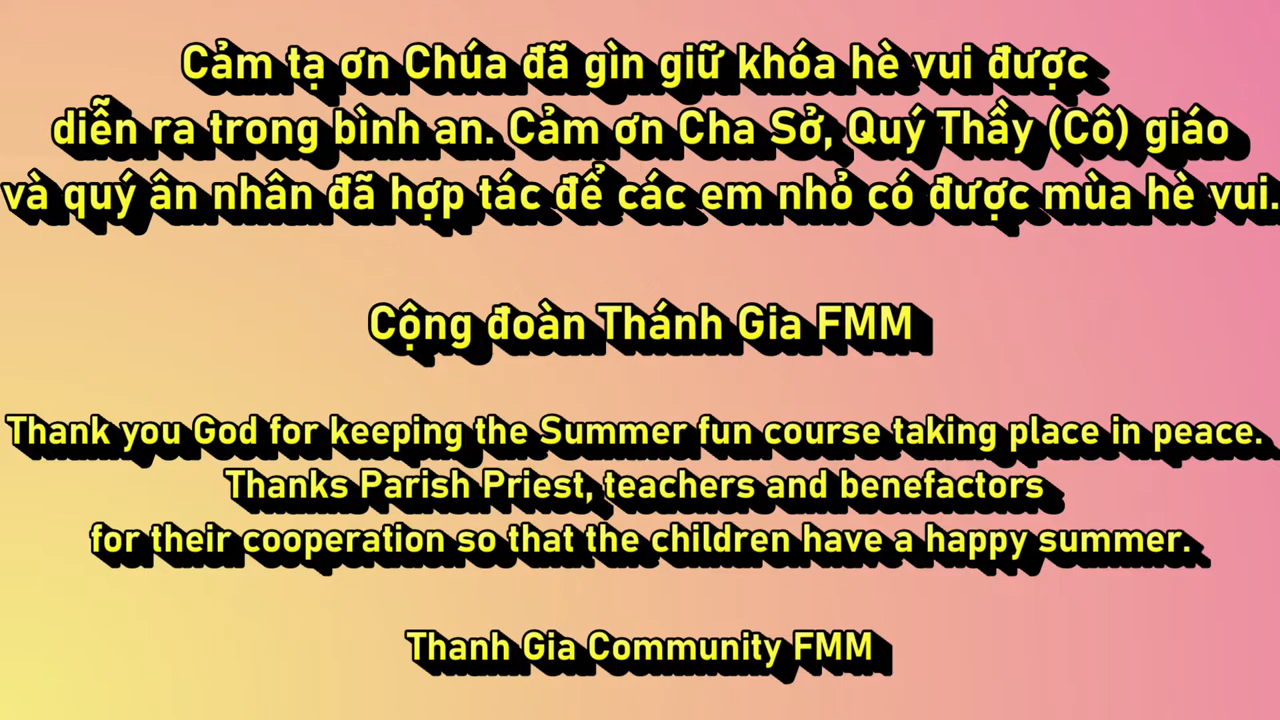 Cảm tạ ơn Chúa đã gìn giữ khóa hè vui được
diễn ra trong bình an. Cảm ơn Cha Sở, Quý Thầy (Cô) giáo
và quý ân nhân đã hợp tác để các em nhỏ có được mùa hè vui.
Cộng đoàn Thánh Gia FMM
Thank you God for keeping the Summer fun course taking place in peace.
Thanks Parish Priest, teachers and benefactors
for their cooperation so that the children have a happy summer.
Thanh Gia Community FMM